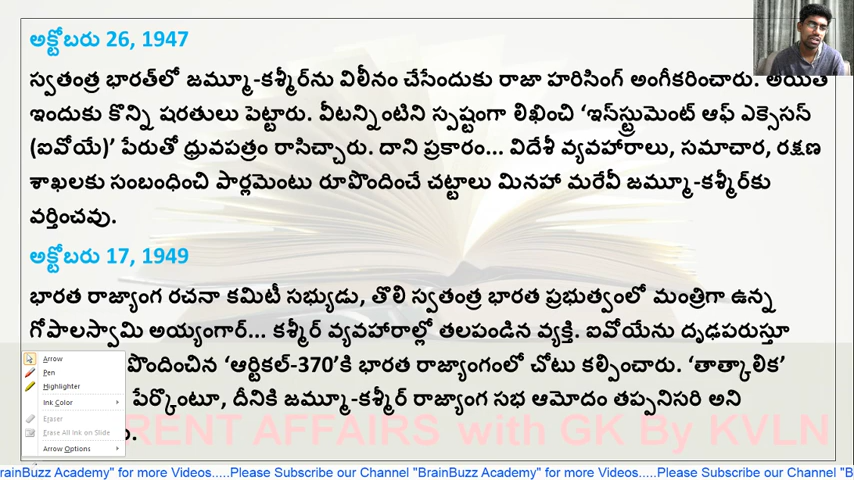 అక్టోబరు 26, 1947
స్వతంత్ర భారత్‌లో జమ్మూ-కశ్మీర్‌ను విలీనం చేసేందుకు రాజా హరిసింగ్ అంగీకరించారు. అయితే
ఇందుకు కొన్ని షరతులు పెట్టారు. వీటన్నింటిని స్పష్టంగా లిఖించి ‘ఇన్‌స్ట్రుమెంట్ ఆఫ్ ఎక్సెసస్
(ఐవోయే)’ పేరుతో ధ్రువపత్రం రాసిచ్చారు. దాని ప్రకారం... విదేశీ వ్యవహారాలు, సమాచార, రక్షణ
శాఖలకు సంబంధించి పార్లమెంటు రూపొందించే చట్టాలు మినహా మరేవీ జమ్మూ-కశ్మీర్‌కు
వర్తించవు.
అక్టోబరు 17, 1949
భారత రాజ్యాంగ రచనా కమిటీ సభ్యుడు, తొలి స్వతంత్ర భారత ప్రభుత్వంలో మంత్రిగా ఉన్న
గోపాలస్వామి అయ్యంగార్... కశ్మీర్ వ్యవహారాల్లో తలపండిన వ్యక్తి. ఐవోయేను దృఢపరుస్తూ
పొందించిన ‘ఆర్టికల్-370’కి భారత రాజ్యాంగంలో చోటు కల్పించారు. ‘తాత్కాలిక’
పేర్కొంటూ, దీనికి జమ్మూ-కశ్మీర్ రాజ్యాంగ సభ ఆమోదం తప్పనిసరి అని
Arrow
Pen
Highlighter
Ink Color
Eraser
Erase All Ink on Slide
Arrow Options
RENT AFFAIRS with GK By KVLN
rainBuzz Academy" for more Videos.....Please Subscribe our Channel "BrainBuzz Academy" for more Videos.....Please Subscribe our Channel "B